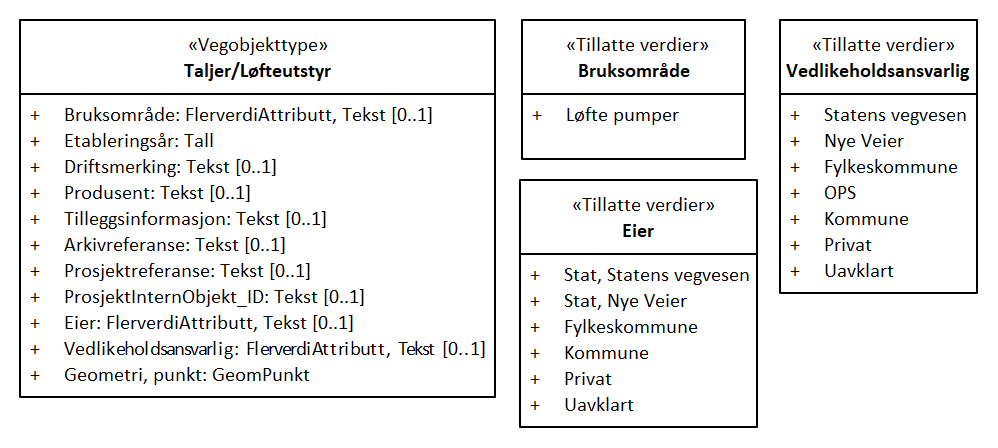 «Vegobjekttype»
Taljer/Løfteutstyr
+ Bruksområde: FlerverdiAttributt, Tekst [0..1]
+ Etableringsår: Tall
+ Driftsmerking: Tekst [0..1]
+ Produsent: Tekst [0..1]
+ Tilleggsinformasjon: Tekst [0..1]
+ Arkivreferanse: Tekst [0..1]
+ Prosjektreferanse: Tekst [0..1]
+ ProsjektInternObjekt_ID: Tekst [0..1]
+ Eier: FlerverdiAttributt, Tekst [0..1]
+ Vedlikeholdsansvarlig: FlerverdiAttributt, Tekst [0..1]
+ Geometri, punkt: GeomPunkt
«Tillatte verdier»
Bruksområde
+ Løfte pumper
«Tillatte verdier»
Eier
+ Stat, Statens vegvesen
+ Stat, Nye Veier
+ Fylkeskommune
+ Kommune
+ Privat
+ Uavklart
«Tillatte verdier»
Vedlikeholdsansvarlig
+ Statens vegvesen
+ Nye Veier
+ Fylkeskommune
+ OPS
+ Kommune
+ Privat
+ Uavklart